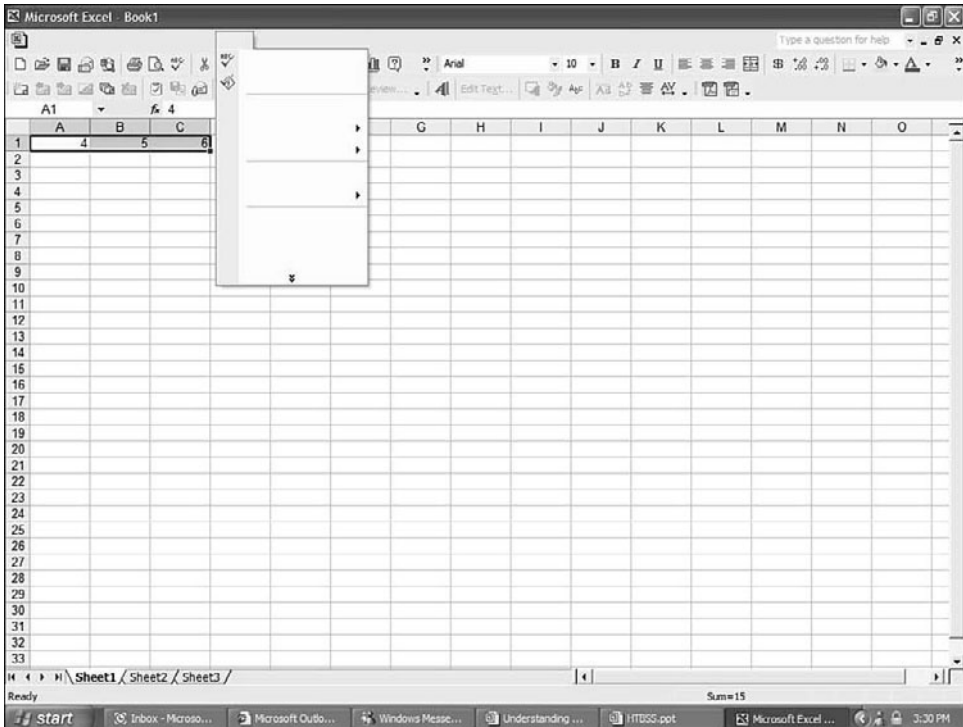 Microsoft Excel - Book1
Type a question for help
Arial
10
B I U
Edit Text...
A1
fx 4
A B C G H I J K L M N O
1 4 5 6
2
3
4
5
6
7
8
9
10
11
12
13
14
15
16
17
18
19
20
21
22
23
24
25
26
27
28
29
30
31
32
33
Sheet1 / Sheet2 / Sheet3 /
Ready
Sum=15
start
Inbox - Microso...
Microsoft Outlo...
Windows Messe...
Understanding ...
HTBSS.ppt
Microsoft Excel ...
3:30 PM